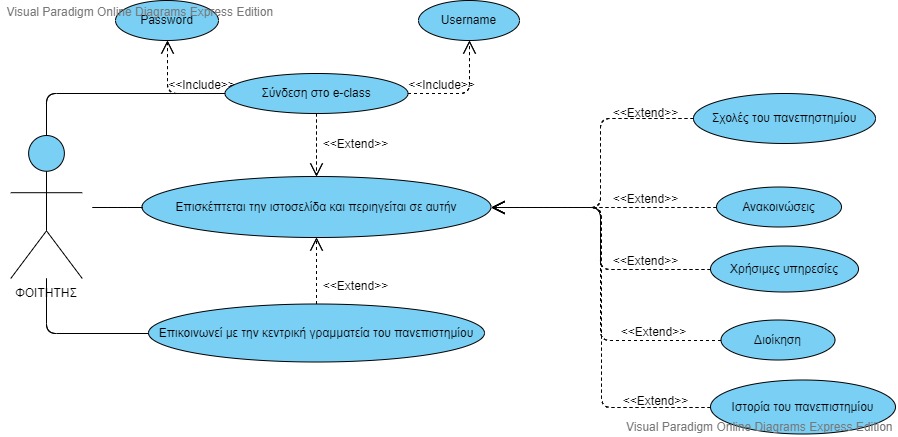 Visual Paradigm Online Diagrams Express Edition
Password
Username
<<Include>>
<<Include>>
Σύνδεση στο e-class
<<Extend>>
Σχολές του πανεπηστημίου
<<Extend>>
<<Extend>>
Ανακοινώσεις
Επισκέπτεται την ιστοσελίδα και περιηγείται σε αυτήν
<<Extend>>
Χρήσιμες υπηρεσίες
<<Extend>>
ΦΟΙΤΗΤΗΣ
<<Extend>>
Διοίκηση
Επικοινωνεί με την κεντρική γραμματεία του πανεπιστημίου
<<Extend>>
Ιστορία του πανεπιστημίου
Visual Paradigm Online Diagrams Express Edition